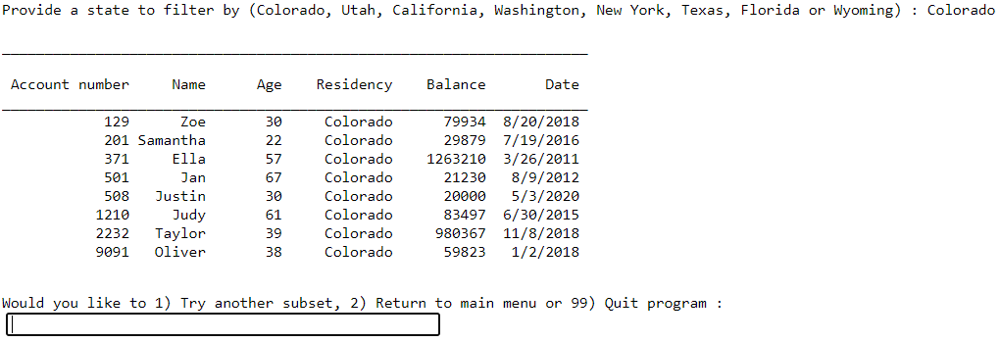 Provide a state to filter by (Colorado, Utah, California, Washington, New York, Texas, Florida or Wyoming) : Colorado
Account number Name Age Residency Balance Date
129 Zoe 30 Colorado 79934 8/20/2018
201 Samantha 22 Colorado 29879 7/19/2016
371 Ella 57 Colorado 1263210 3/26/2011
501 Jan 67 Colorado 21230 8/9/2012
508 Justin 30 Colorado 20000 5/3/2020
1210 Judy 61 Colorado 83497 6/30/2015
2232 Taylor 39 Colorado 980367 11/8/2018
9091 Oliver 38 Colorado 59823 1/2/2018
Would you like to 1) Try another subset, 2) Return to main menu or 99) Quit program :